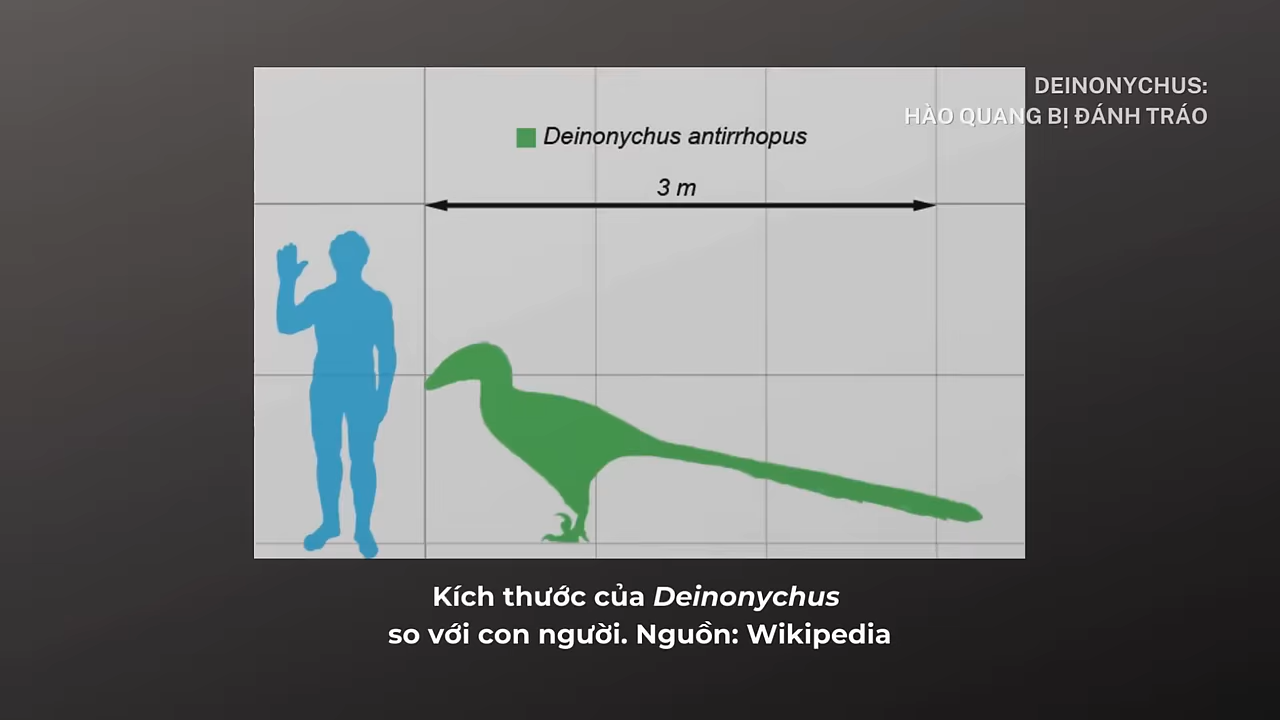 DEINONYCHUS:
HÀO QUANG BỊ ĐÁNH TRÁO
Deinonychus antirrhopus
3 m
Kích thước của Deinonychus
so với con người. Nguồn: Wikipedia